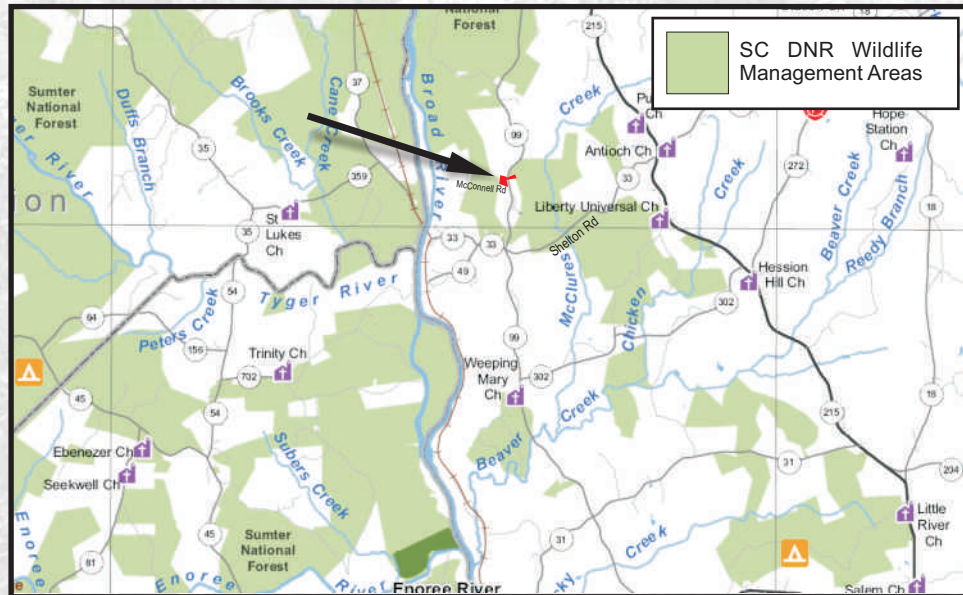 SC DNR Wildlife
Management Areas
National
Forest
215
18
Sumter
National
Forest
Duffs Branch
Brooks Creek
Cane Creek
37
Broad River
99
Creek
Antioch Ch
272
Hope
Station Ch
35
359
McConnell Rd
33
Liberty Universal Ch
Creek
Beaver Creek
Reedy Branch
18
St
Lukes
Ch
35
33
33
Shelton Rd
49
McClures
Chicken
Hession
Hill Ch
302
54
Tyger River
64
Peters Creek
156
Trinity Ch
702
99
Weeping
Mary
Ch
302
Creek
215
18
45
54
Ebenezer Ch
Seekwell Ch
Subers Creek
Beaver
31
204
Enoree
45
Sumter
National
Forest
81
Enoree
River
Enoree River
31
Creek
Little
River
Ch
Salem Ch